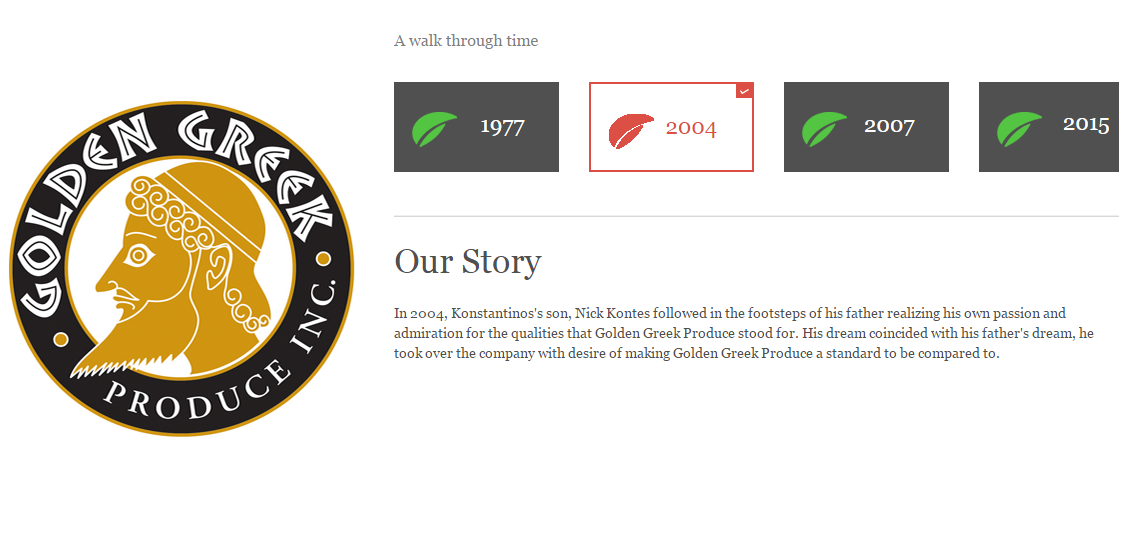 GOLDEN GREEK
PRODUCE INC.
A walk through time
1977
2004
2007
2015
Our Story
In 2004, Konstantinos's son, Nick Kontes followed in the footsteps of his father realizing his own passion and
admiration for the qualities that Golden Greek Produce stood for. His dream coincided with his father's dream, he
took over the company with desire of making Golden Greek Produce a standard to be compared to.